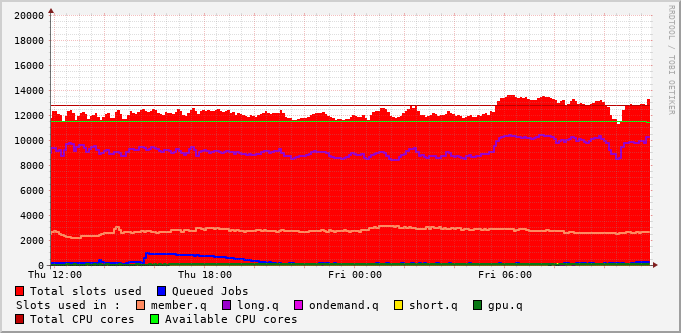 20000
18000
16000
14000
12000
10000
8000
6000
4000
2000
0
Thu 12:00 Thu 18:00 Fri 00:00 Fri 06:00
RRDTOOL / TOBI OETIKER
Total slots used Queued Jobs
Slots used in : member.q long.q ondemand.q short.q gpu.q
Total CPU cores Available CPU cores